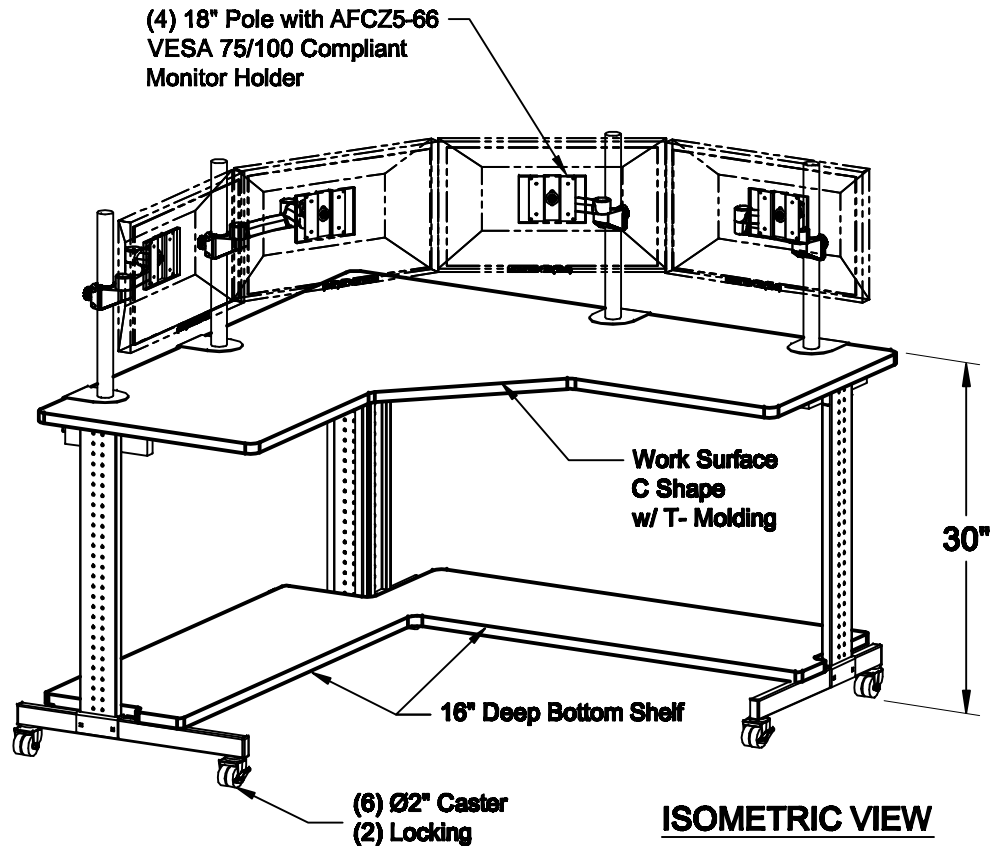 (4) 18" Pole with AFCZ5-66
VESA 75/100 Compliant
Monitor Holder
Work Surface
C Shape
w/ T- Molding
30"
16" Deep Bottom Shelf
(6) Ø2" Caster
(2) Locking
ISOMETRIC VIEW